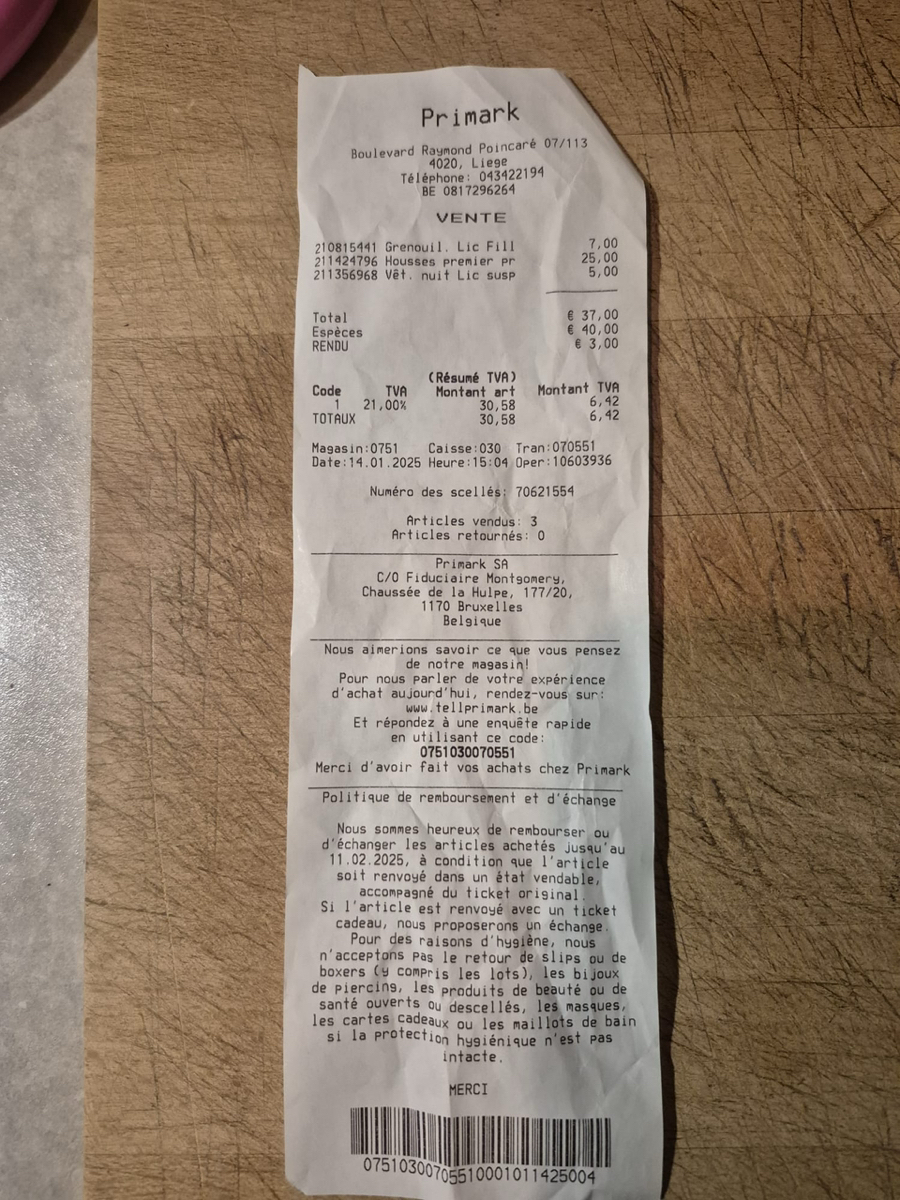 Primark
Boulevard Raymond Poincaré 07/113
4020, Liege
Téléphone: 043422194
BE 0817296264
VENTE
210815441 Grenouil. Lic Fill 7,00
211424796 Housses premier pr 25,00
211356968 Vêt. nuit Lic susp 5,00
Total € 37,00
Espèces € 40,00
RENDU € 3,00
(Résumé TVA)
Code TVA Montant art Montant TVA
1 21,00% 30,58 6,42
TOTAUX 30,58 6,42
Magasin:0751 Caisse:030 Tran:070551
Date:14.01.2025 Heure:15:04 Oper:10603936
Numéro des scellés: 70621554
Articles vendus: 3
Articles retournés: 0
Primark SA
C/O Fiduciaire Montgomery,
Chaussée de la Hulpe, 177/20,
1170 Bruxelles
Belgique
Nous aimerions savoir ce que vous pensez
de notre magasin!
Pour nous parler de votre expérience
d'achat aujourd'hui, rendez-vous sur:
www.tellprimark.be
Et répondez à une enquête rapide
en utilisant ce code:
0751030070551
Merci d'avoir fait vos achats chez Primark
Politique de remboursement et d'échange
Nous sommes heureux de rembourser ou
d'échanger les articles achetés jusqu'au
11.02.2025, à condition que l'article
soit renvoyé dans un état vendable,
accompagné du ticket original.
Si l'article est renvoyé avec un ticket
cadeau, nous proposerons un échange.
Pour des raisons d'hygiène, nous
n'acceptons pas le retour de slips ou de
boxers (y compris les lots), les bijoux
de piercing, les produits de beauté ou de
santé ouverts ou descellés, les masques,
les cartes cadeaux ou les maillots de bain
si la protection hygiénique n'est pas
intacte.
MERCI
07510300705510001011425004